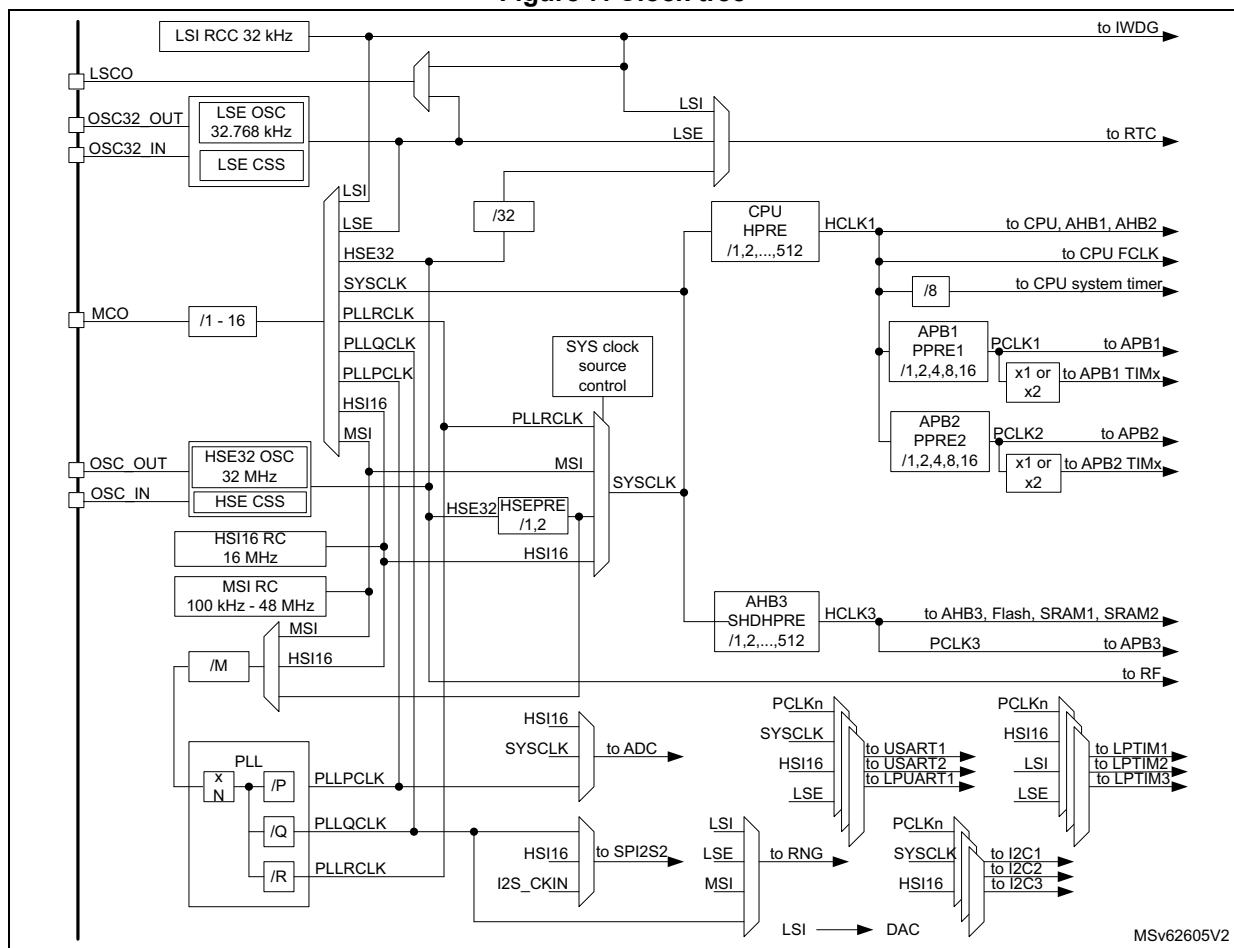 LSI RCC 32 kHz
to IWDG
LSCO
OSC32_OUT
LSE OSC
32.768 kHz
LSI
LSE
to RTC
OSC32_IN
LSE CSS
LSI
/32
CPU
HPRE
/1,2,...,512
HCLK1
to CPU, AHB1, AHB2
LSE
HSE32
to CPU FCLK
SYSCLK
/8
to CPU system timer
MCO
/1 - 16
PLLRCLK
PLLQCLK
SYS clock
source
control
APB1
PPRE1
/1,2,4,8,16
PCLK1
to APB1
x1 or
x2
to APB1 TIMx
PLLPCLK
HSI16
MSI
PLLRCLK
APB2
PPRE2
/1,2,4,8,16
PCLK2
to APB2
x1 or
x2
to APB2 TIMx
OSC_OUT
HSE32 OSC
32 MHz
MSI
SYSCLK
OSC_IN
HSE CSS
HSE32
HSEPRE
/1,2
HSI16 RC
16 MHz
HSI16
MSI RC
100 kHz - 48 MHz
AHB3
SHDHPRE
/1,2,...,512
HCLK3
to AHB3, Flash, SRAM1, SRAM2
MSI
/M
HSI16
PCLK3
to APB3
to RF
HSI16
SYSCLK
to ADC
PCLKn
SYSCLK
HSI16
LSE
to USART1
to USART2
to LPUART1
PCLKn
HSI16
LSI
LSE
to LPTIM1
to LPTIM2
to LPTIM3
PLL
x
N
/P
PLLPCLK
/Q
PLLQCLK
/R
PLLRCLK
HSI16
I2S_CKIN
to SPI2S2
LSI
LSE
MSI
to RNG
PCLKn
SYSCLK
HSI16
to I2C1
to I2C2
to I2C3
LSI
DAC
MSv62605V2